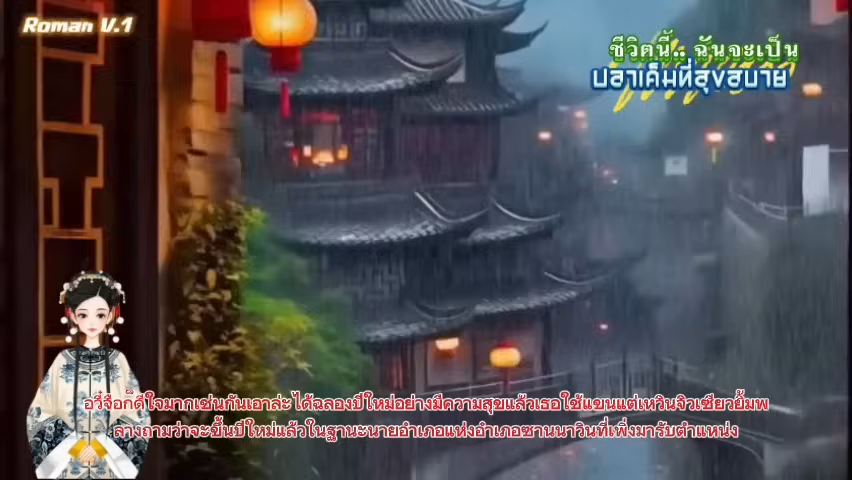 Roman V.1
ชีวิตนี้.. ฉันจะเป็น
ปลาเค็มที่สุขสบาย
อวี๋จือก็ดีใจมากเช่นกันเอาล่ะ ได้ฉลองปีใหม่อย่างมีความสุขแล้วเธอใช้แขนแตะเหวินจิวเซียวยิ้มพ
ลางถามว่าจะขึ้นปีใหม่แล้วในฐานะนายอำเภอแห่งอำเภอซานนาวินที่เพิ่งมารับตำแหน่ง